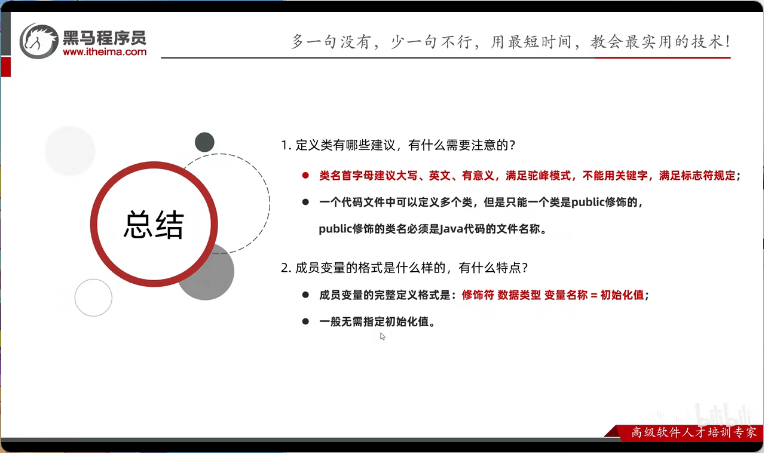 黑马程序员
www.itheima.com
多一句没有，少一句不行，用最短时间，教会最实用的技术！
总结
1. 定义类有哪些建议，有什么需要注意的？
● 类名首字母建议大写、英文、有意义，满足驼峰模式，不能用关键字，满足标志符规定；
● 一个代码文件中可以定义多个类，但是只能一个类是public修饰的，
public修饰的类名必须是Java代码的文件名称。
2. 成员变量的格式是什么样的，有什么特点？
● 成员变量的完整定义格式是：修饰符 数据类型 变量名称 = 初始化值；
● 一般无需指定初始化值。
bilibili
高级软件人才培训专家